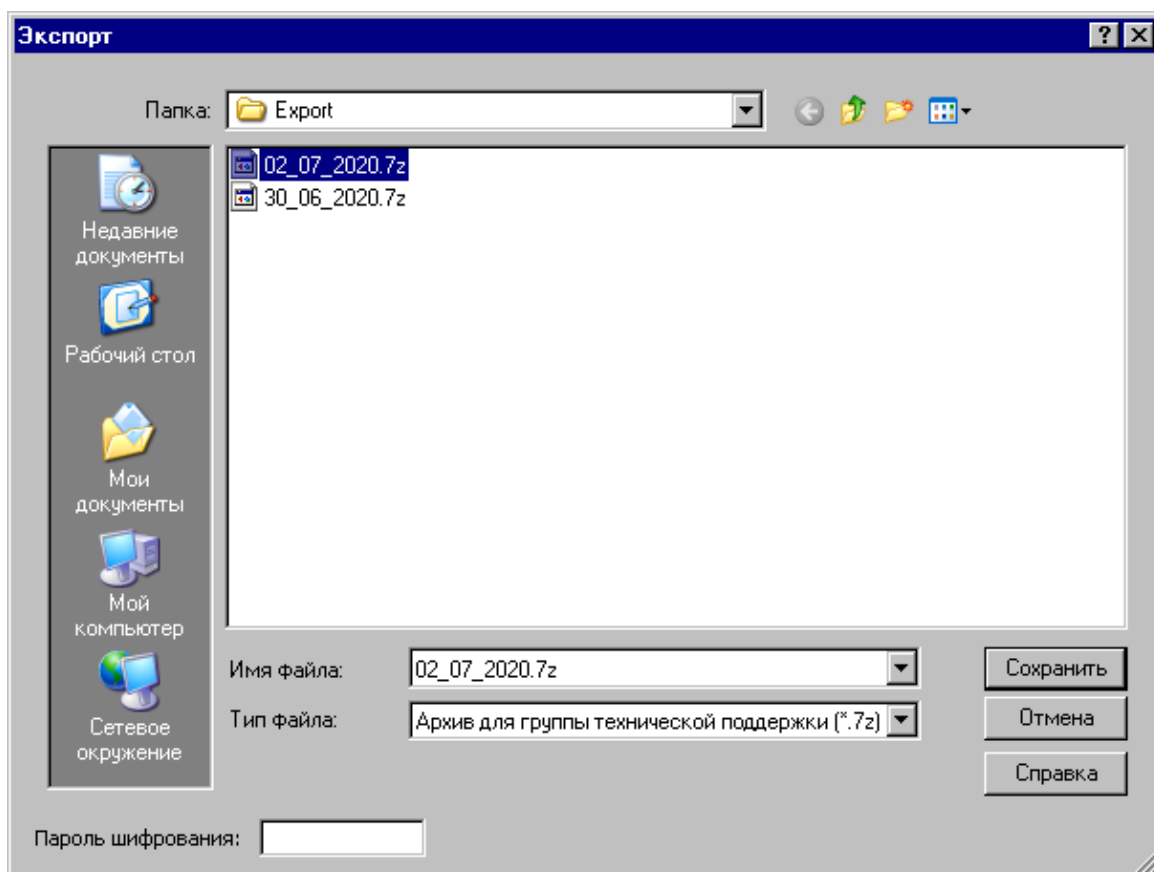 Экспорт
Папка: Export
02_07_2020.7z
30_06_2020.7z
Недавние
документы
Рабочий стол
Мои
документы
Мой
компьютер
Сетевое
окружение
Имя файла: 02_07_2020.7z Сохранить
Тип файла: Архив для группы технической поддержки (*.7z) Отмена
Справка
Пароль шифрования: